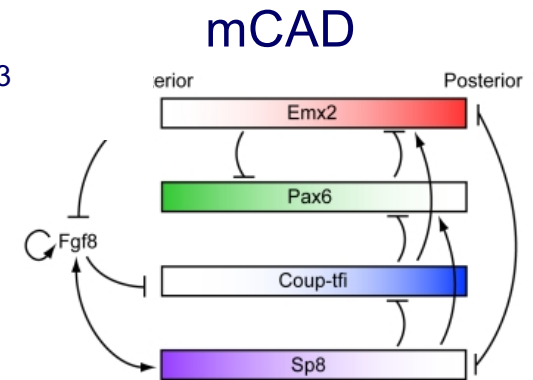 mCAD
3
erior Posterior
Emx2
Pax6
Fgf8
Coup-tfi
Sp8